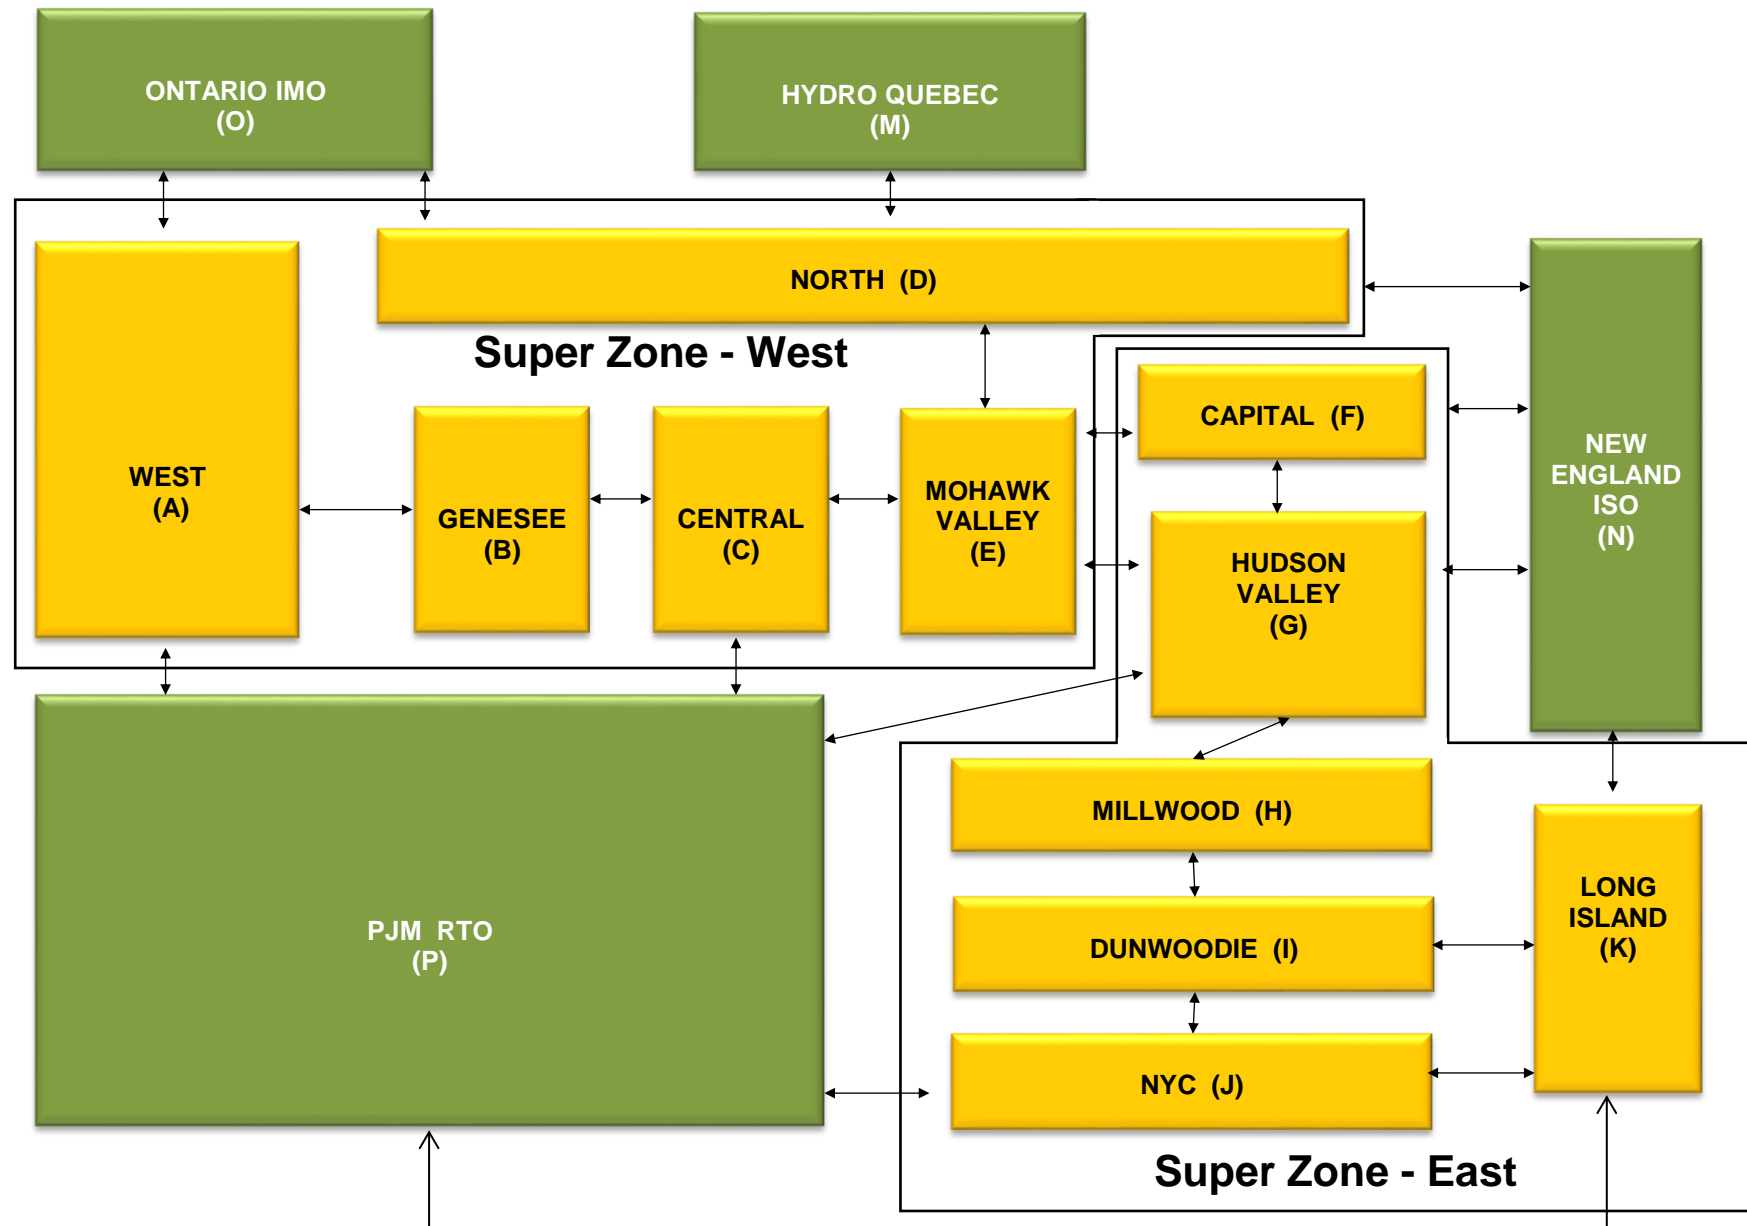 ONTARIO IMO
(O)
HYDRO QUEBEC
(M)
NORTH (D)
Super Zone - West
WEST
(A)
GENESEE
(B)
CENTRAL
(C)
MOHAWK
VALLEY
(E)
CAPITAL (F)
HUDSON
VALLEY
(G)
NEW
ENGLAND
ISO
(N)
PJM RTO
(P)
MILLWOOD (H)
DUNWOODIE (I)
NYC (J)
LONG
ISLAND
(K)
Super Zone - East